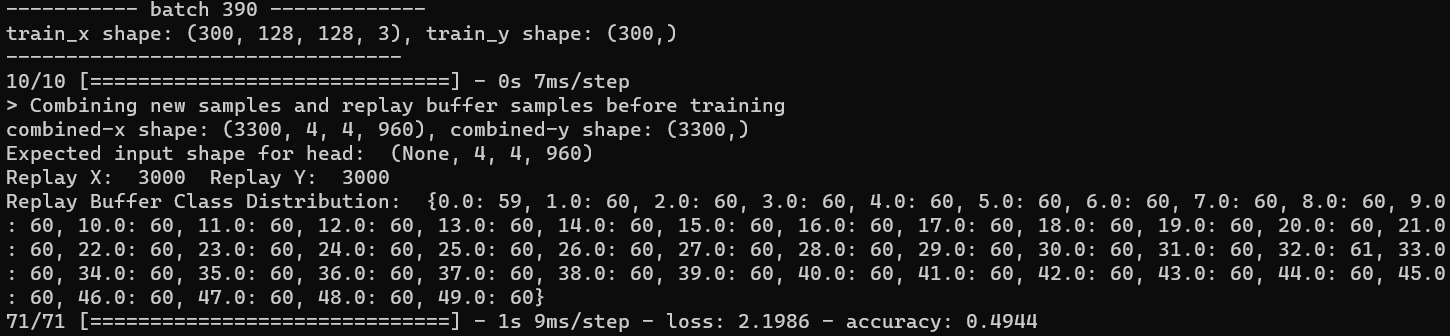 ----------- batch 390 -------------
train_x shape: (300, 128, 128, 3), train_y shape: (300,)
---------------------------------
10/10 [==============================] - 0s 7ms/step
> Combining new samples and replay buffer samples before training
combined-x shape: (3300, 4, 4, 960), combined-y shape: (3300,)
Expected input shape for head:  (None, 4, 4, 960)
Replay X:  3000  Replay Y:  3000
Replay Buffer Class Distribution:  {0.0: 59, 1.0: 60, 2.0: 60, 3.0: 60, 4.0: 60, 5.0: 60, 6.0: 60, 7.0: 60, 8.0: 60, 9.0
: 60, 10.0: 60, 11.0: 60, 12.0: 60, 13.0: 60, 14.0: 60, 15.0: 60, 16.0: 60, 17.0: 60, 18.0: 60, 19.0: 60, 20.0: 60, 21.0
: 60, 22.0: 60, 23.0: 60, 24.0: 60, 25.0: 60, 26.0: 60, 27.0: 60, 28.0: 60, 29.0: 60, 30.0: 60, 31.0: 60, 32.0: 61, 33.0
: 60, 34.0: 60, 35.0: 60, 36.0: 60, 37.0: 60, 38.0: 60, 39.0: 60, 40.0: 60, 41.0: 60, 42.0: 60, 43.0: 60, 44.0: 60, 45.0
: 60, 46.0: 60, 47.0: 60, 48.0: 60, 49.0: 60}
71/71 [==============================] - 1s 9ms/step - loss: 2.1986 - accuracy: 0.4944